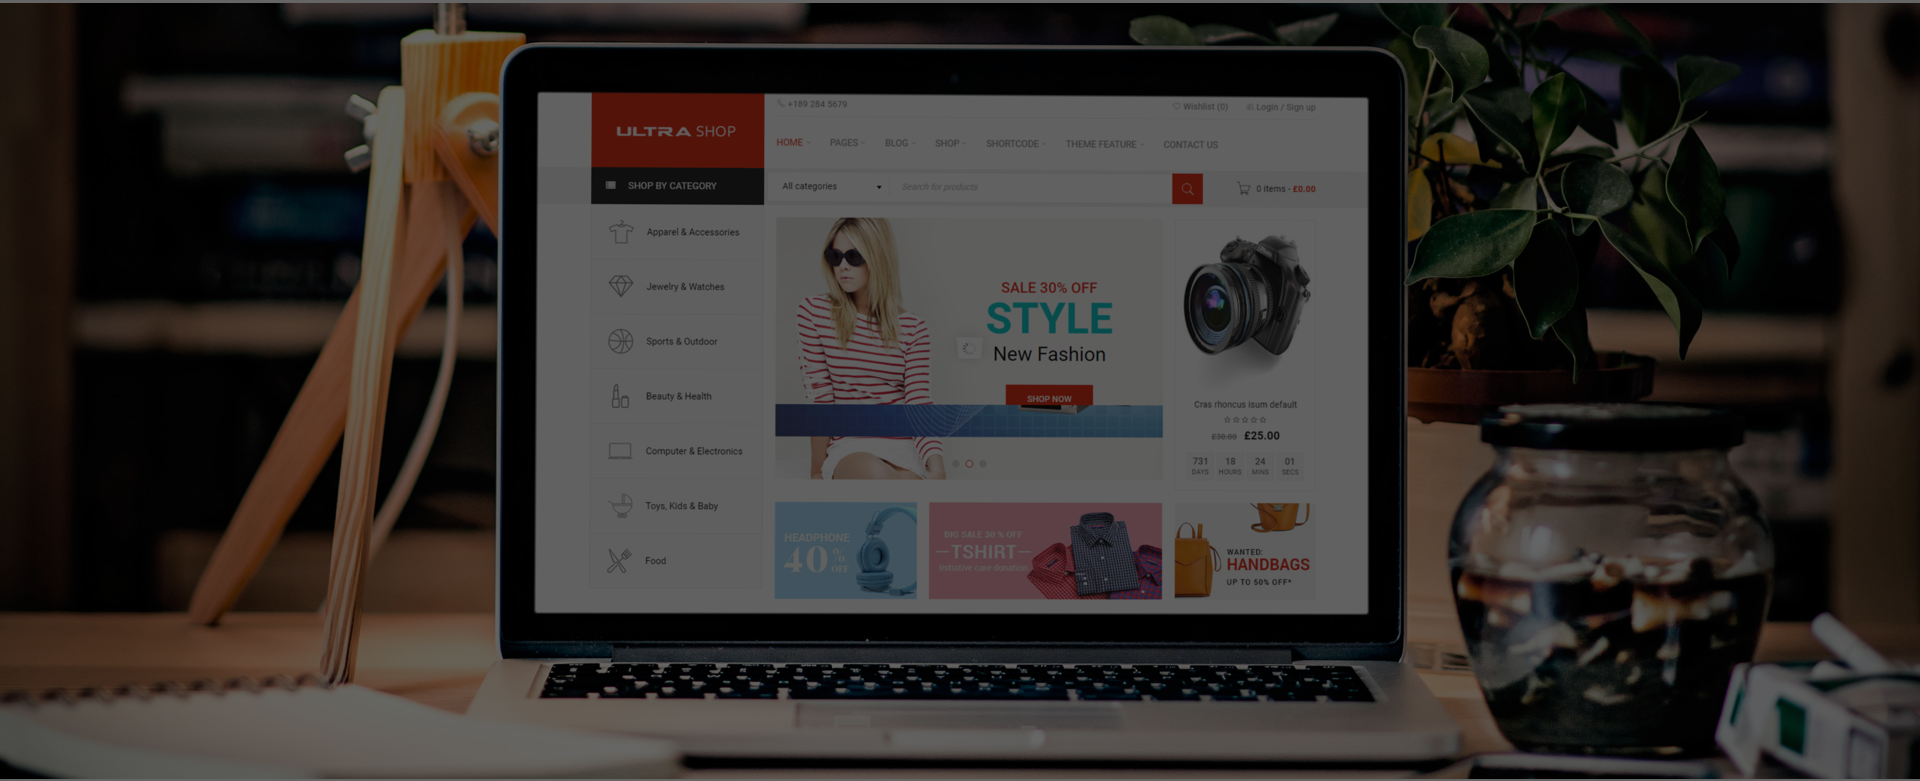 +189 284 5679
Wishlist (0)
Login / Sign up
ULTRA SHOP
HOME
PAGES
BLOG
SHOP
SHORTCODE
THEME FEATURE
CONTACT US
SHOP BY CATEGORY
All categories
Search for products
0 items - £0.00
Apparel & Accessories
Jewelry & Watches
Sports & Outdoor
Beauty & Health
Computer & Electronics
Toys, Kids & Baby
Food
SALE 30% OFF
STYLE
New Fashion
SHOP NOW
Cras rhoncus isum default
£30.00 £25.00
731 18 24 01
DAYS HOURS MINS SECS
HEADPHONE
40% OFF
BIG SALE 30 % OFF
TSHIRT
Initiative care donation
WANTED:
HANDBAGS
UP TO 50% OFF*